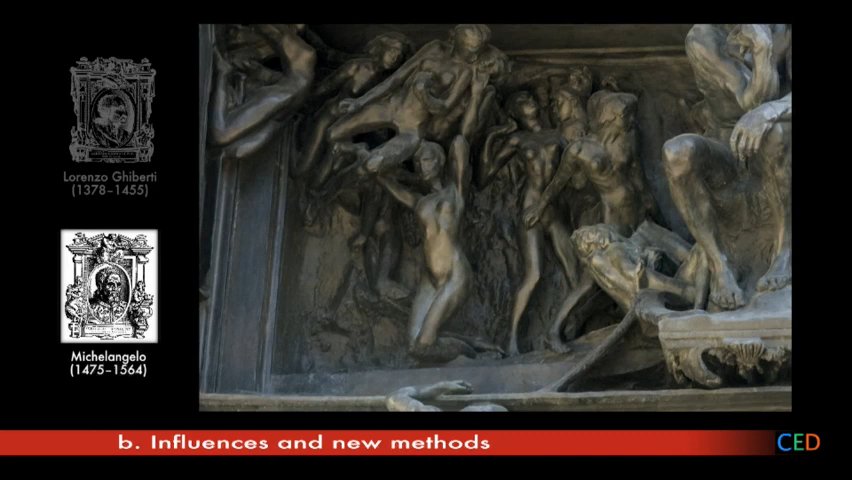 Lorenzo Ghiberti
(1378–1455)
Michelangelo
(1475–1564)
b. Influences and new methods
CED